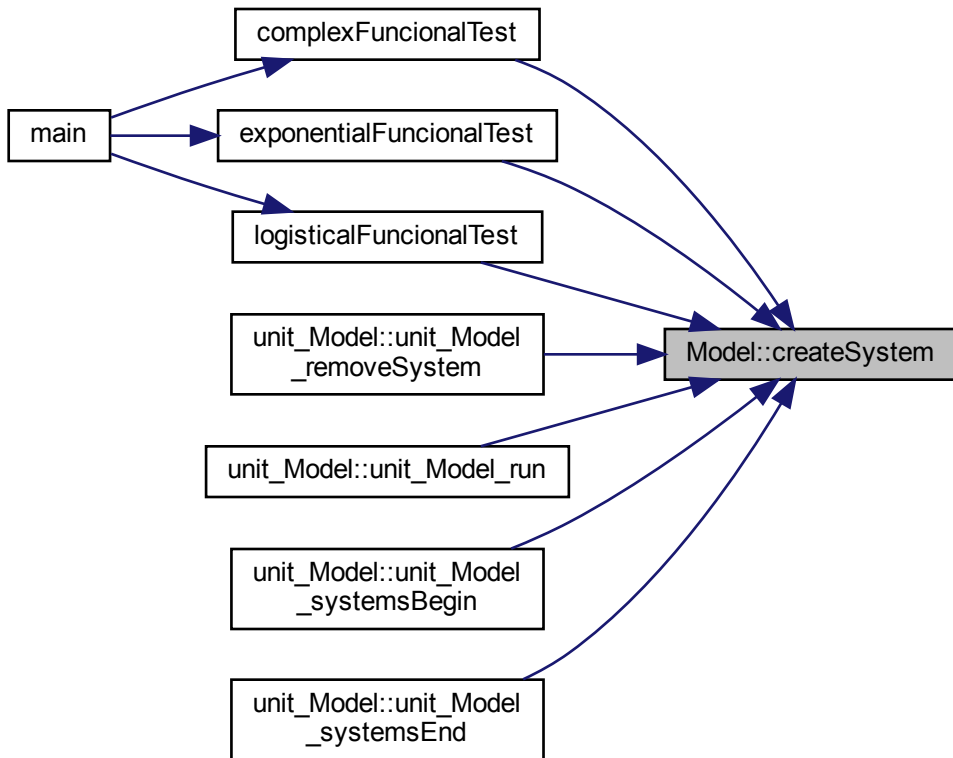 complexFuncionalTest
main
exponentialFuncionalTest
logisticalFuncionalTest
unit_Model::unit_Model
_removeSystem
Model::createSystem
unit_Model::unit_Model_run
unit_Model::unit_Model
_systemsBegin
unit_Model::unit_Model
_systemsEnd